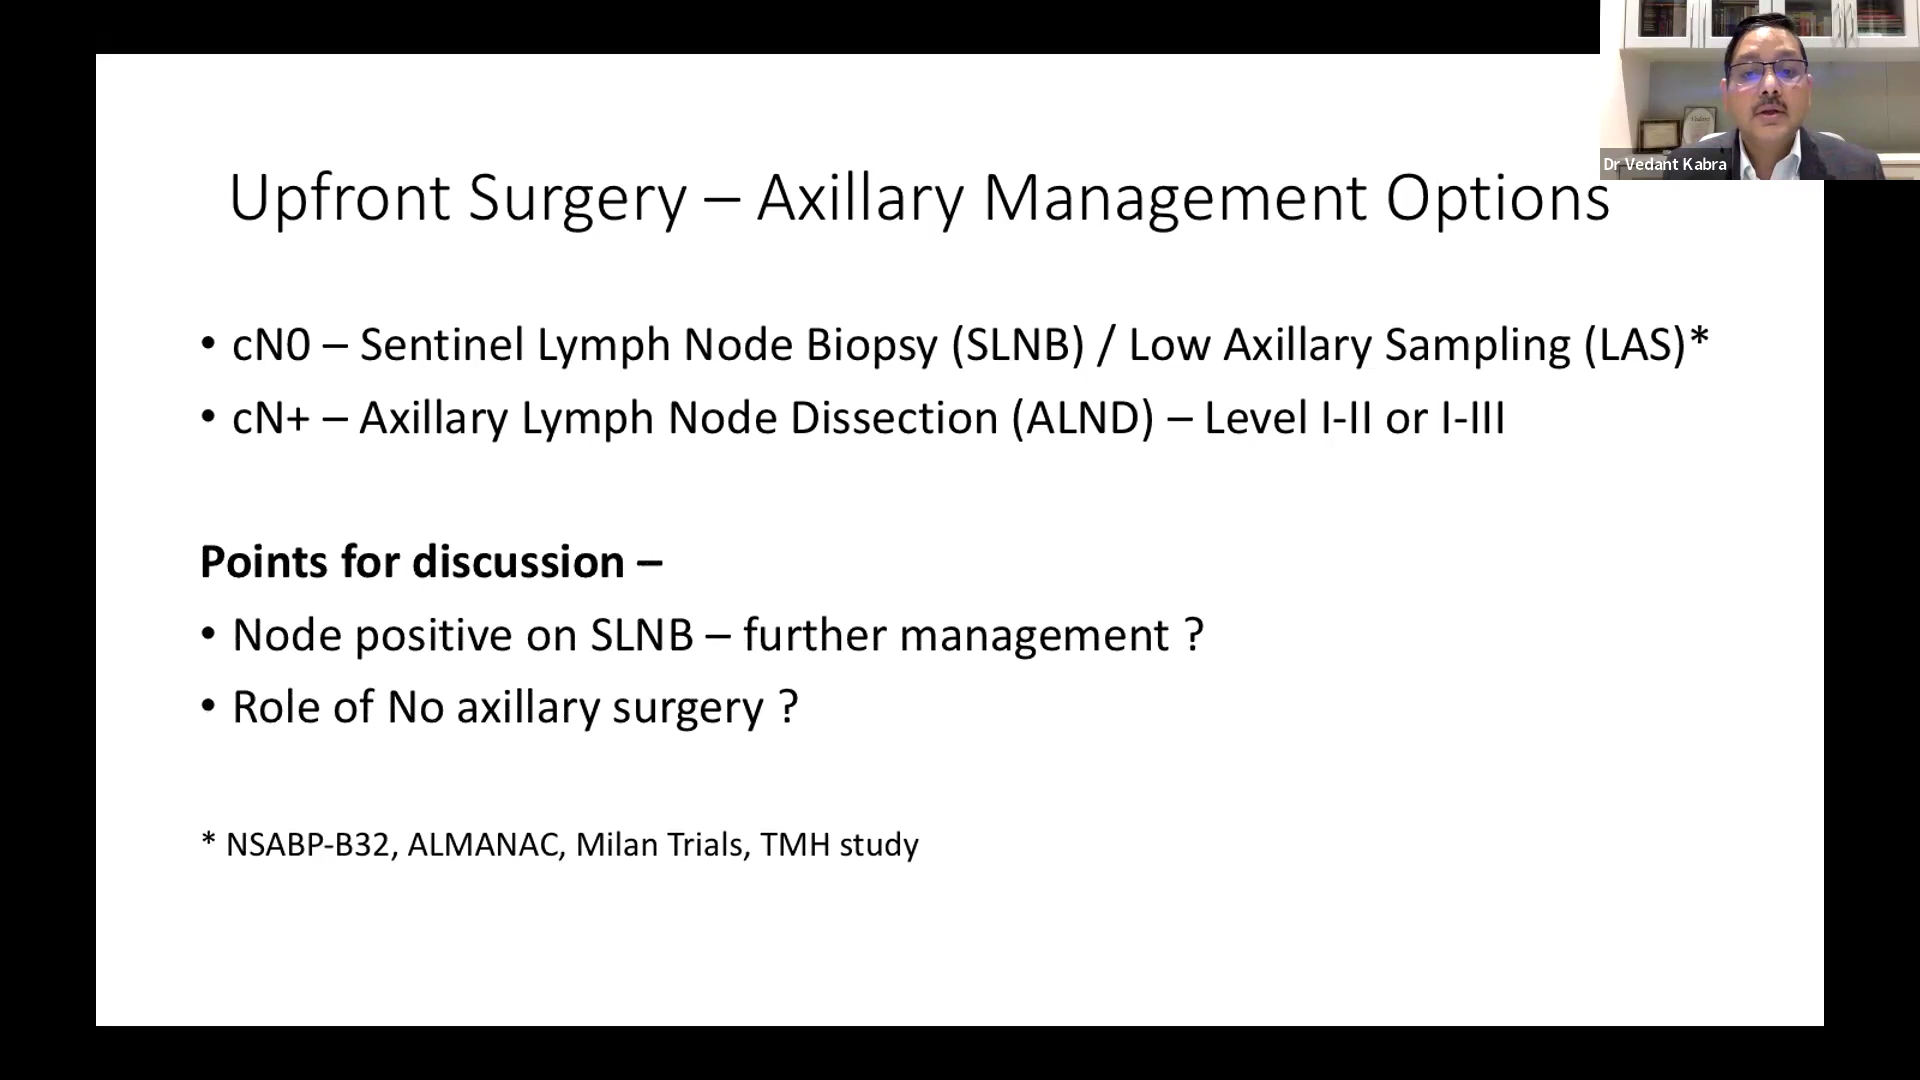 Dr Vedant Kabra
Upfront Surgery – Axillary Management Options
• cN0 – Sentinel Lymph Node Biopsy (SLNB) / Low Axillary Sampling (LAS)*
• cN+ – Axillary Lymph Node Dissection (ALND) – Level I-II or I-III
Points for discussion –
• Node positive on SLNB – further management ?
• Role of No axillary surgery ?
* NSABP-B32, ALMANAC, Milan Trials, TMH study